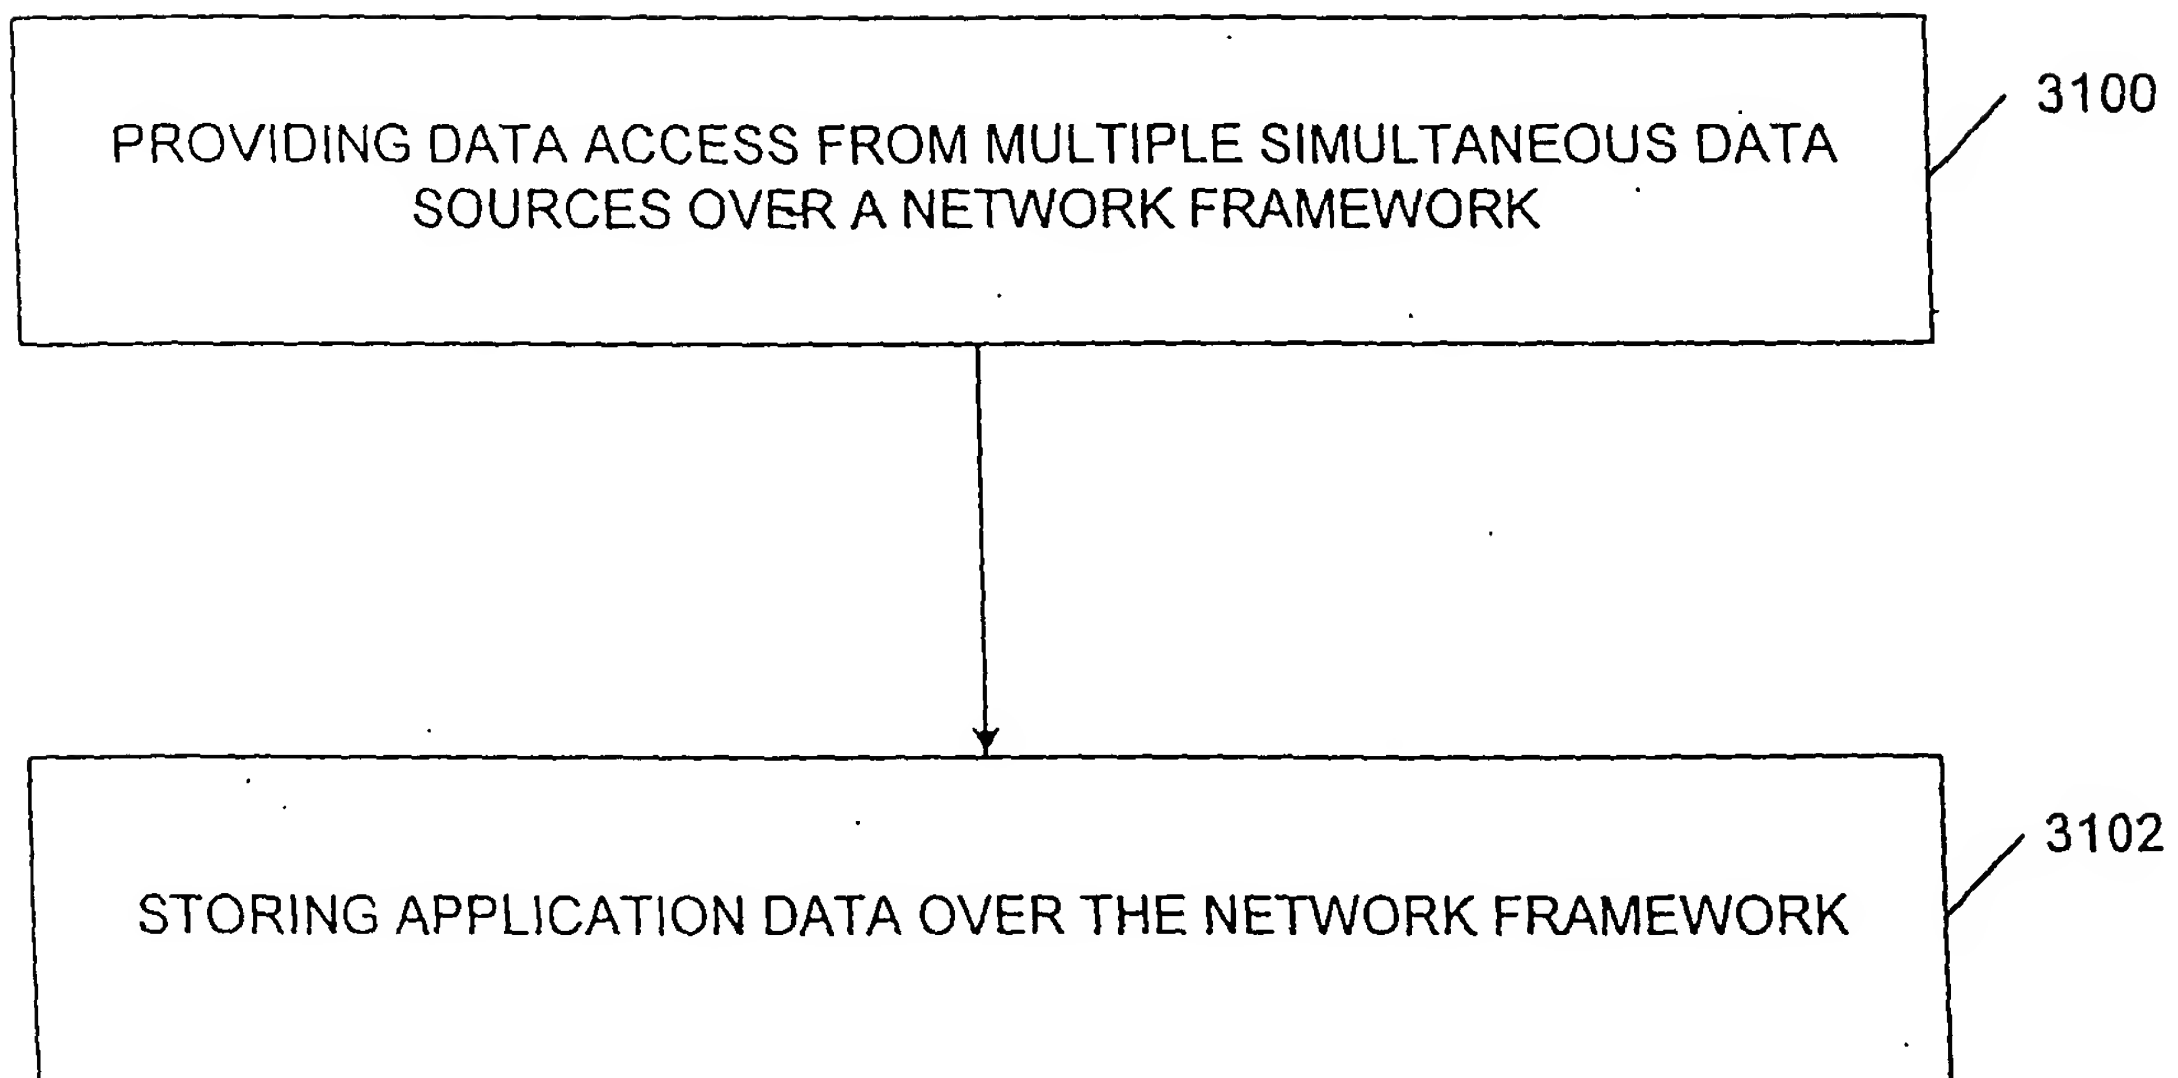 3100
PROVIDING DATA ACCESS FROM MULTIPLE SIMULTANEOUS DATA
SOURCES OVER A NETWORK FRAMEWORK
3102
STORING APPLICATION DATA OVER THE NETWORK FRAMEWORK